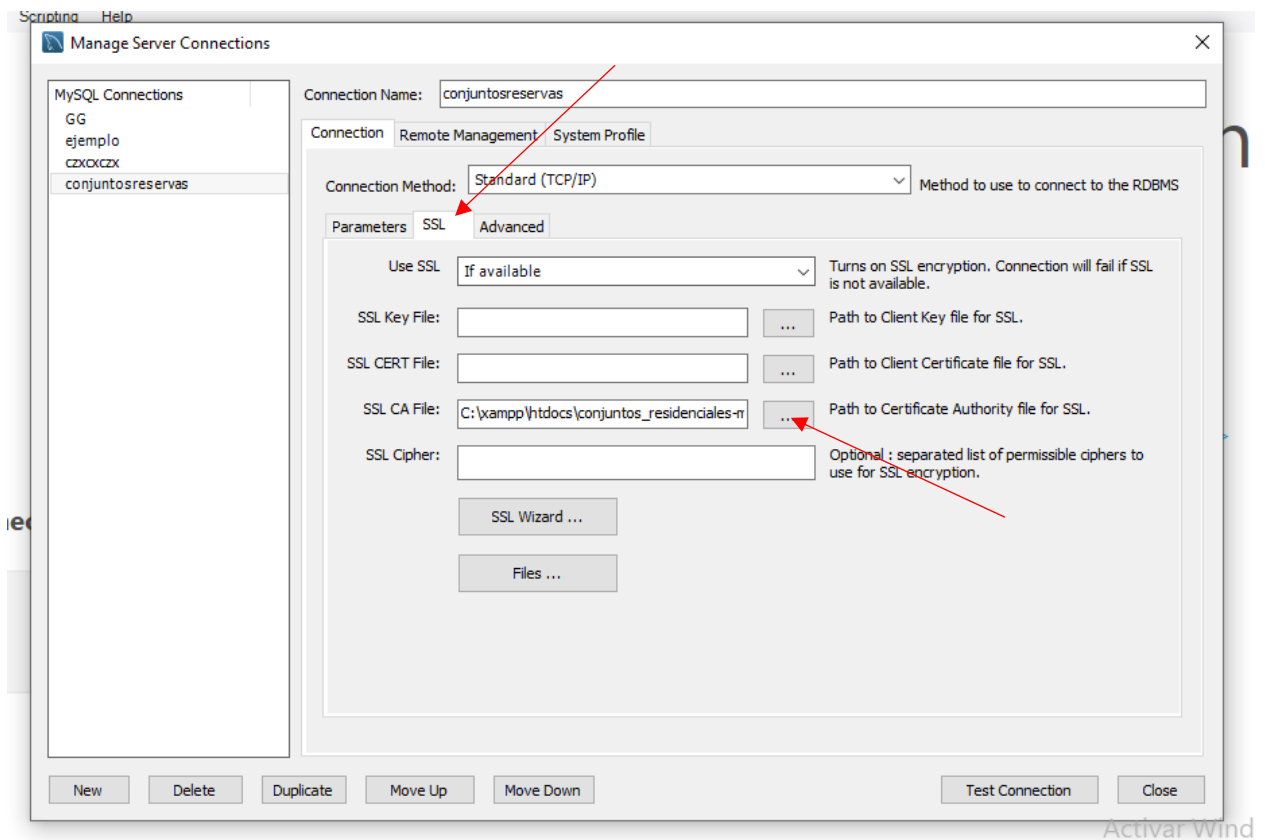 Scripting Help
Manage Server Connections
MySQL Connections
GG
ejemplo
czxcxczx
conjuntosreservas
Connection Name: conjuntosreservas
Connection Remote Management System Profile
Connection Method: Standard (TCP/IP) Method to use to connect to the RDBMS
Parameters SSL Advanced
Use SSL If available Turns on SSL encryption. Connection will fail if SSL
is not available.
SSL Key File: ... Path to Client Key file for SSL.
SSL CERT File: ... Path to Client Certificate file for SSL.
SSL CA File: C:\xampp\htdocs\conjuntos_residenciales-m ... Path to Certificate Authority file for SSL.
SSL Cipher: Optional : separated list of permissible ciphers to
use for SSL encryption.
SSL Wizard ...
Files ...
New Delete Duplicate Move Up Move Down Test Connection Close
Activar Wind